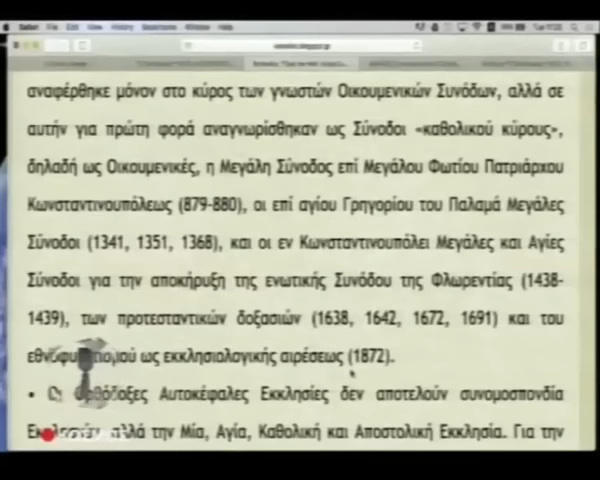 αναφέρθηκε μόνον στο κύρος των γνωστών Οικουμενικών Συνόδων, αλλά σε
αυτήν για πρώτη φορά αναγνωρίσθηκαν ως Σύνοδοι «καθολικού κύρους»,
δηλαδή ως Οικουμενικές, η Μεγάλη Σύνοδος επί Μεγάλου Φωτίου Πατριάρχου
Κωνσταντινουπόλεως (879-880), οι επί αγίου Γρηγορίου του Παλαμά Μεγάλες
Σύνοδοι (1341, 1351, 1368), και οι εν Κωνσταντινουπόλει Μεγάλες και Αγίες
Σύνοδοι για την αποκήρυξη της ενωτικής Συνόδου της Φλωρεντίας (1438-
1439), των προτεσταντικών δοξασιών (1638, 1642, 1672, 1691) και του
ως εκκλησιολογικής αιρέσεως (1872).
• Οι Ορθόδοξες Αυτοκέφαλες Εκκλησίες δεν αποτελούν συνομοσπονδία
αλλά την Μία, Αγία, Καθολική και Αποστολική Εκκλησία. Για την